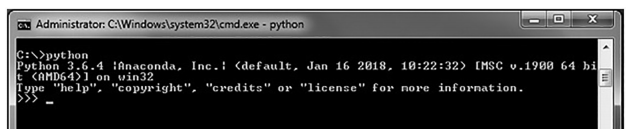 Administrator: C:\Windows\system32\cmd.exe - python
C:\>python
Python 3.6.4 |Anaconda, Inc.| (default, Jan 16 2018, 10:22:32) [MSC v.1900 64 bi
t (AMD64)] on win32
Type "help", "copyright", "credits" or "license" for more information.
>>> _